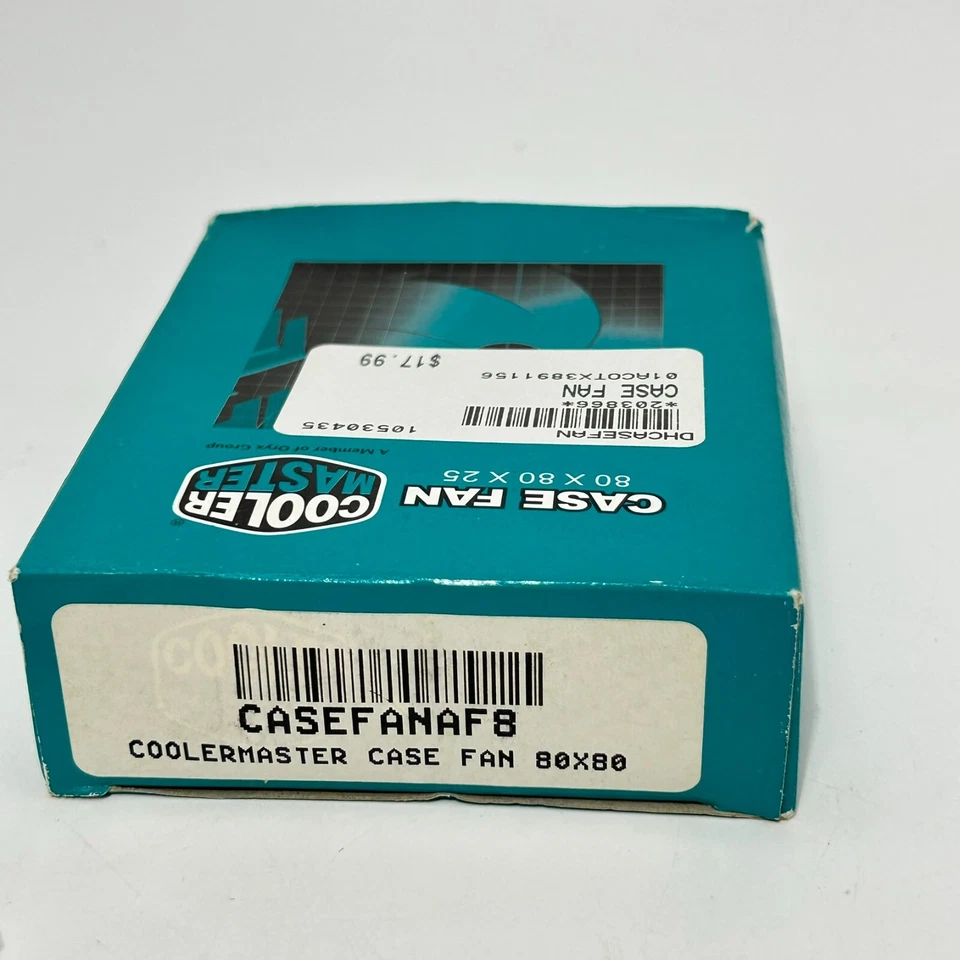 CASE FAN
80 X 80 X 25
COOLER
MASTER
®
A Member of Oryx Group
DHCASEFAN
10530435
*203866*
CASE FAN
01ACOTX3891156
$17.99
CASEFANAF8
COOLERMASTER CASE FAN 80X80